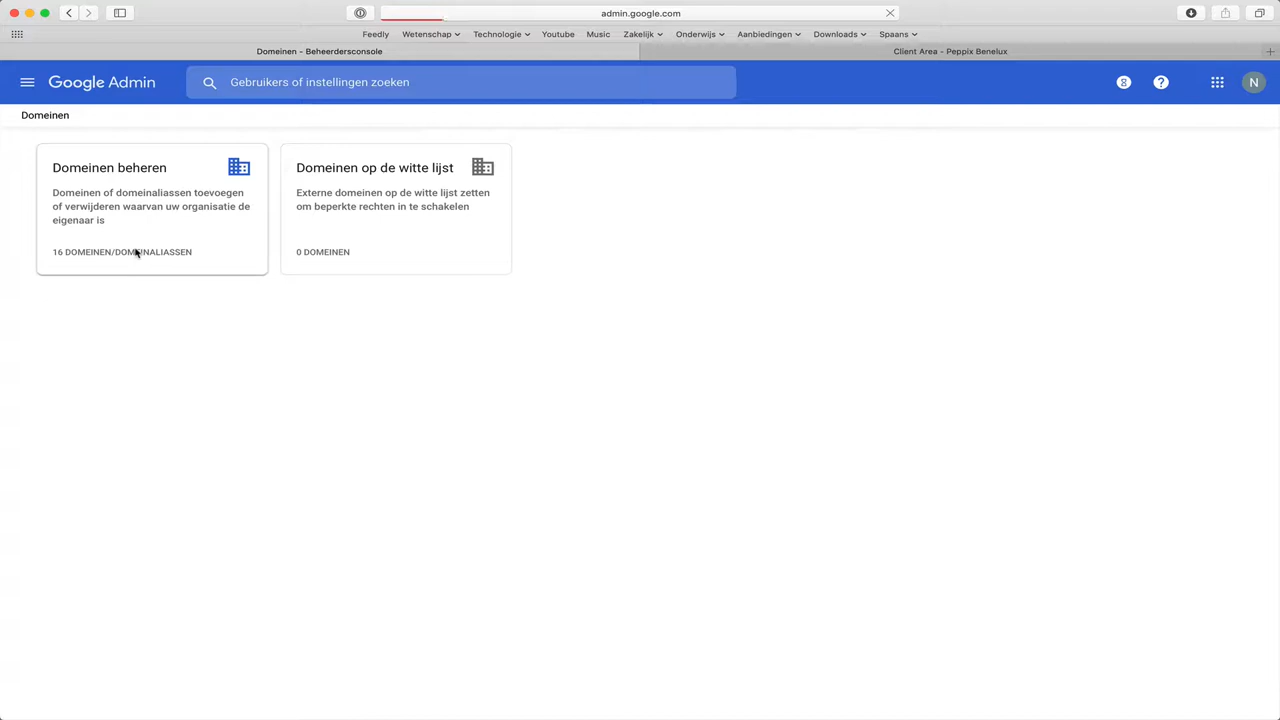 admin.google.com
Feedly Wetenschap Technologie Youtube Music Zakelijk Onderwijs Aanbiedingen Downloads Spaans
Domeinen – Beheerdersconsole
Client Area - Peppix Benelux
Google Admin
Gebruikers of instellingen zoeken
N
Domeinen
Domeinen beheren
Domeinen of domeinaliassen toevoegen
of verwijderen waarvan uw organisatie de
eigenaar is
16 DOMEINEN/DOMEINALIASSEN
Domeinen op de witte lijst
Externe domeinen op de witte lijst zetten
om beperkte rechten in te schakelen
0 DOMEINEN